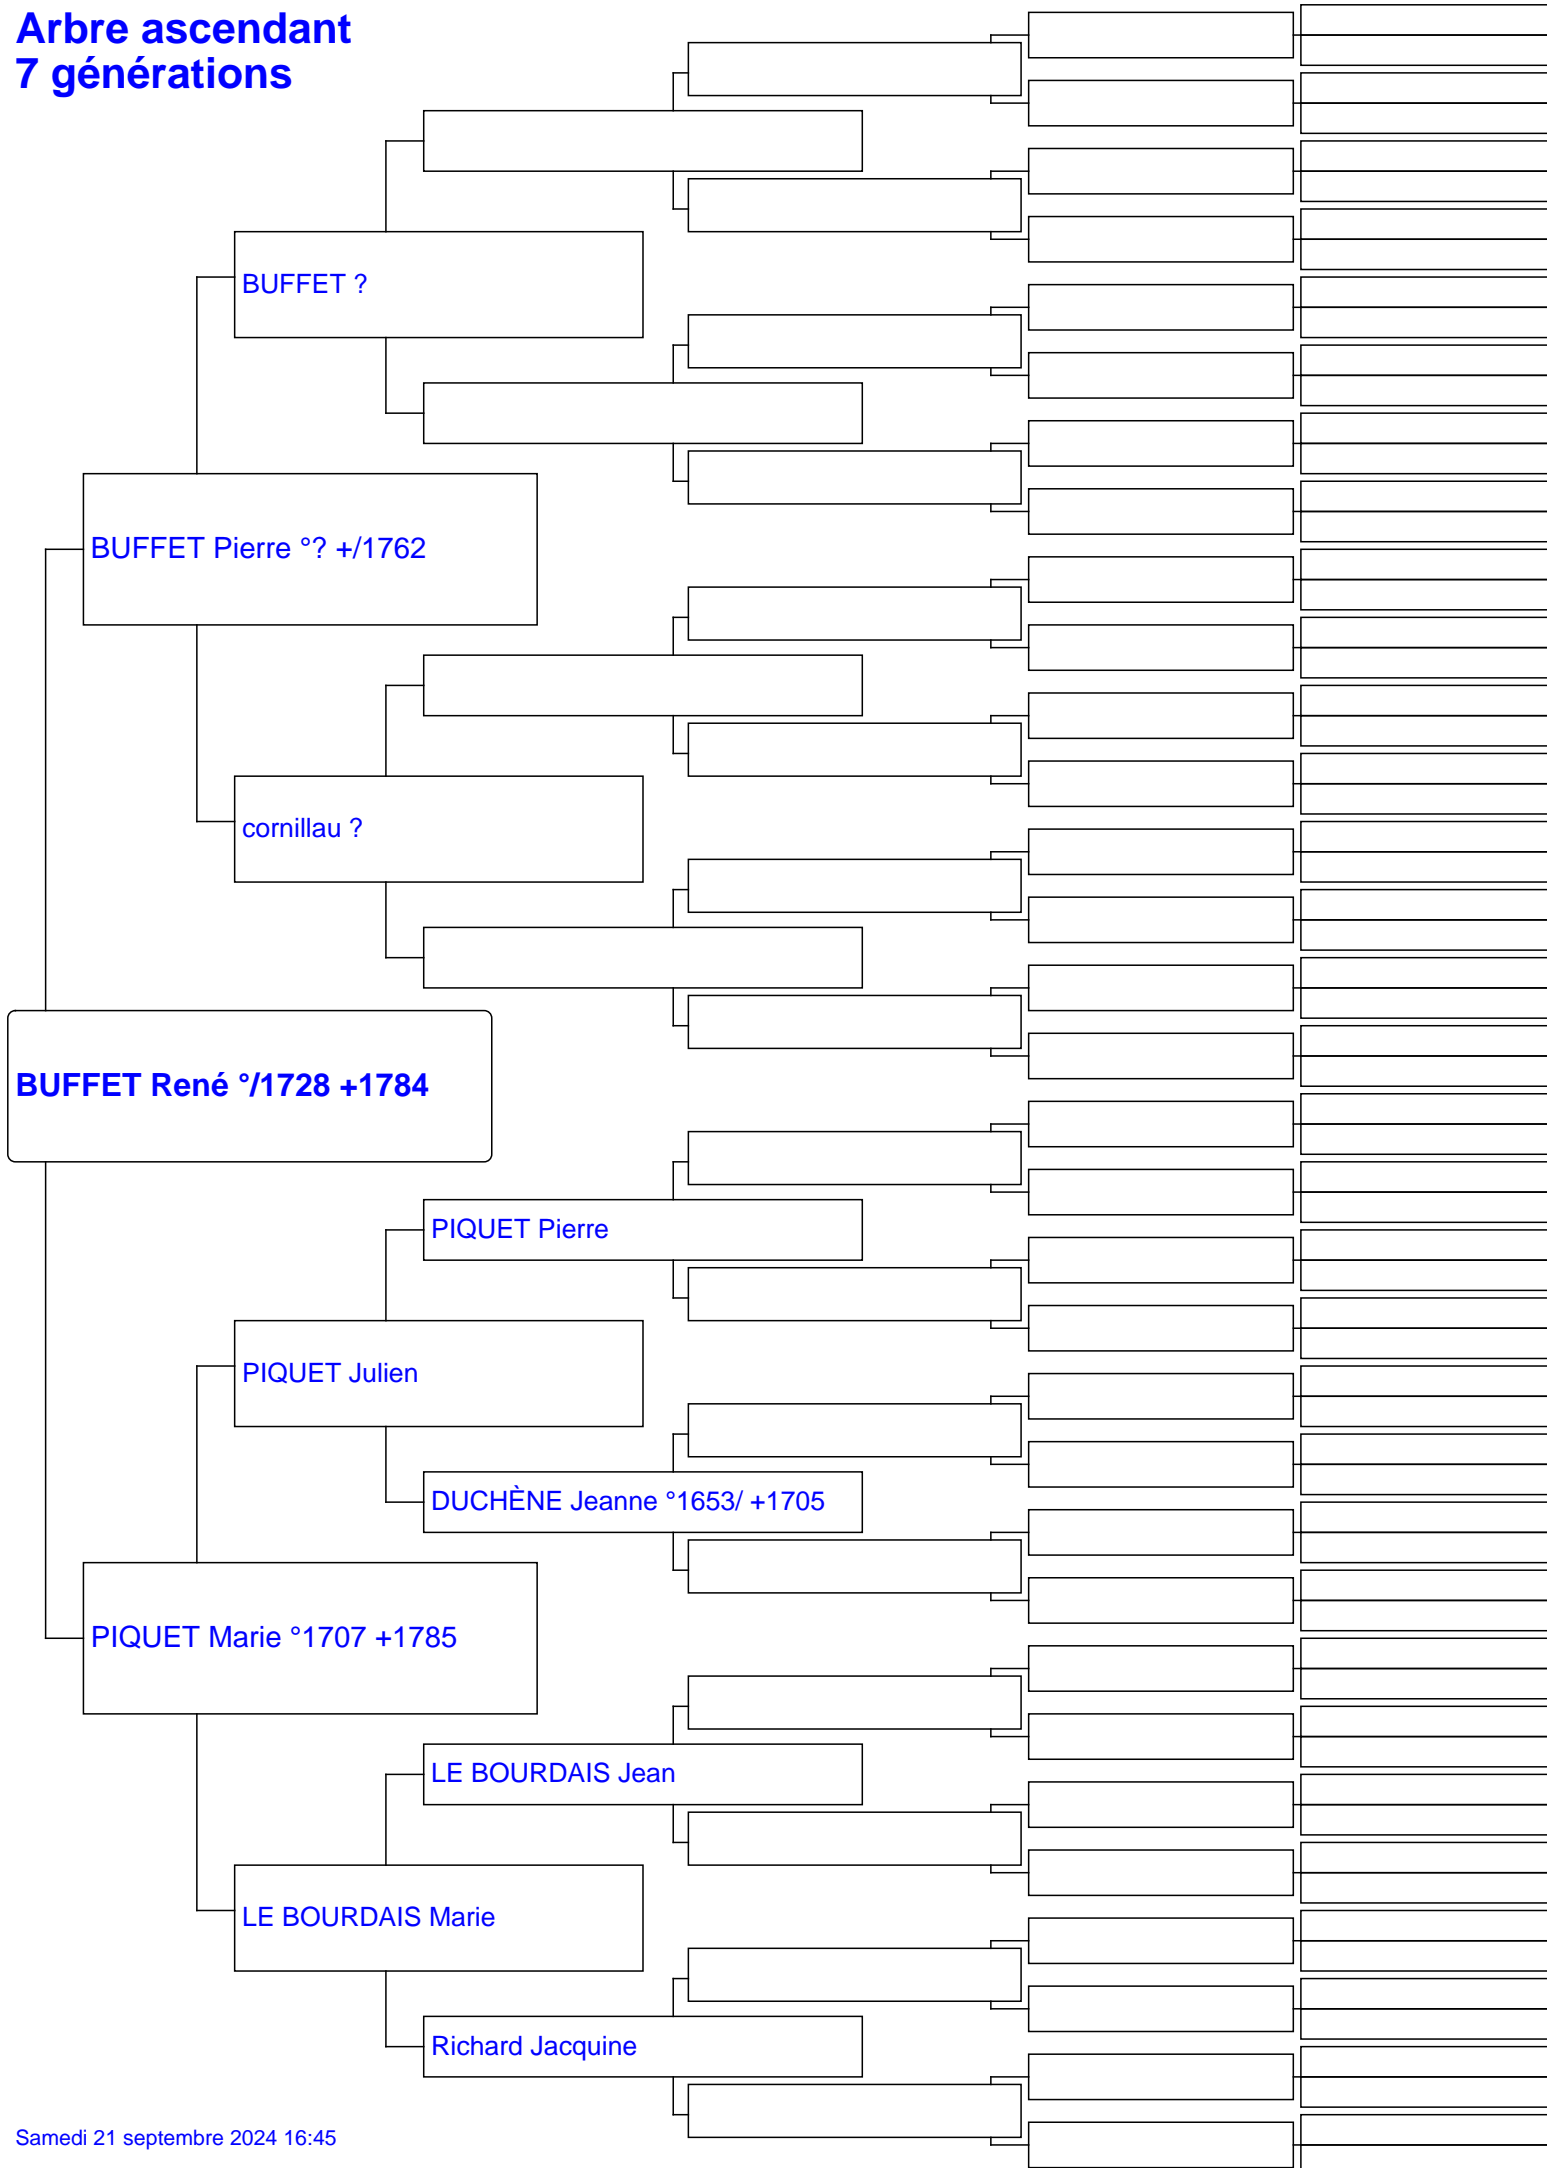 Arbre ascendant
7 générations
BUFFET ?
BUFFET Pierre °? +/1762
cornillau ?
BUFFET René °/1728 +1784
PIQUET Pierre
PIQUET Julien
DUCHÈNE Jeanne °1653/ +1705
PIQUET Marie °1707 +1785
LE BOURDAIS Jean
LE BOURDAIS Marie
Richard Jacquine
Samedi 21 septembre 2024 16:45